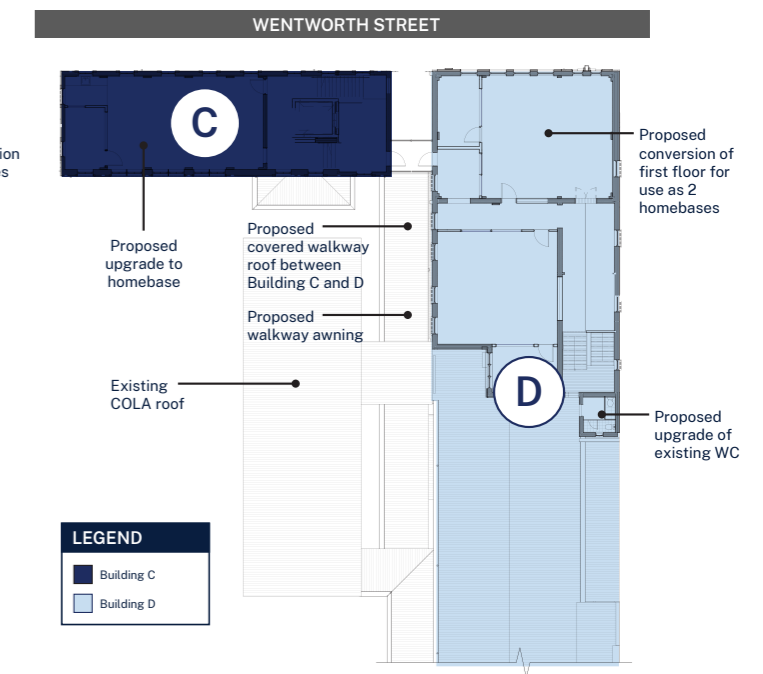 WENTWORTH STREET
C
ion
s
Proposed
conversion of
first floor for
use as 2
homebases
Proposed
upgrade to
homebase
Proposed
covered walkway
roof between
Building C and D
Proposed
walkway awning
Existing
COLA roof
D
Proposed
upgrade of
existing WC
LEGEND
Building C
Building D